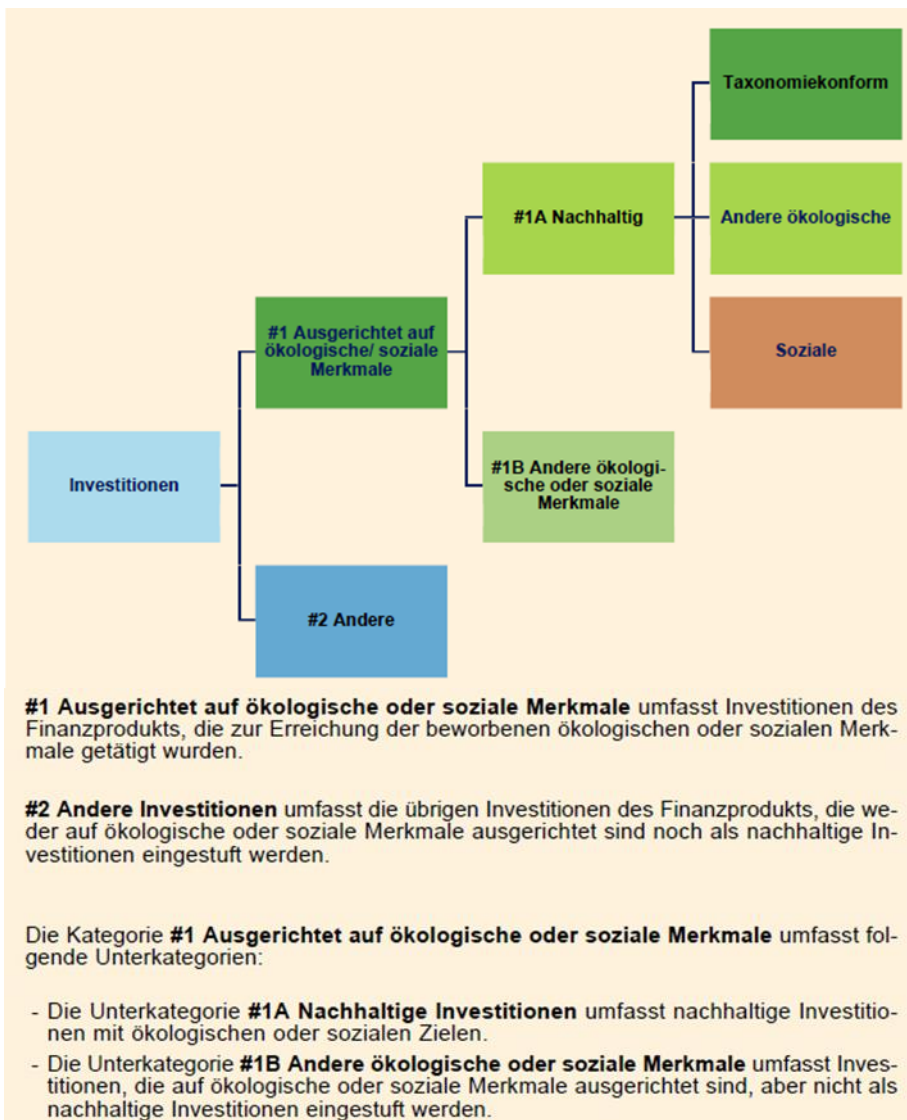 Taxonomiekonform
#1A Nachhaltig
Andere ökologische
#1 Ausgerichtet auf
ökologische/ soziale
Merkmale
Soziale
Investitionen
#1B Andere ökologi-
sche oder soziale
Merkmale
#2 Andere
#1 Ausgerichtet auf ökologische oder soziale Merkmale umfasst Investitionen des
Finanzprodukts, die zur Erreichung der beworbenen ökologischen oder sozialen Merk-
male getätigt wurden.
#2 Andere Investitionen umfasst die übrigen Investitionen des Finanzprodukts, die we-
der auf ökologische oder soziale Merkmale ausgerichtet sind noch als nachhaltige In-
vestitionen eingestuft werden.
Die Kategorie #1 Ausgerichtet auf ökologische oder soziale Merkmale umfasst fol-
gende Unterkategorien:
- Die Unterkategorie #1A Nachhaltige Investitionen umfasst nachhaltige Investitio-
nen mit ökologischen oder sozialen Zielen.
- Die Unterkategorie #1B Andere ökologische oder soziale Merkmale umfasst Inves-
titionen, die auf ökologische oder soziale Merkmale ausgerichtet sind, aber nicht als
nachhaltige Investitionen eingestuft werden.